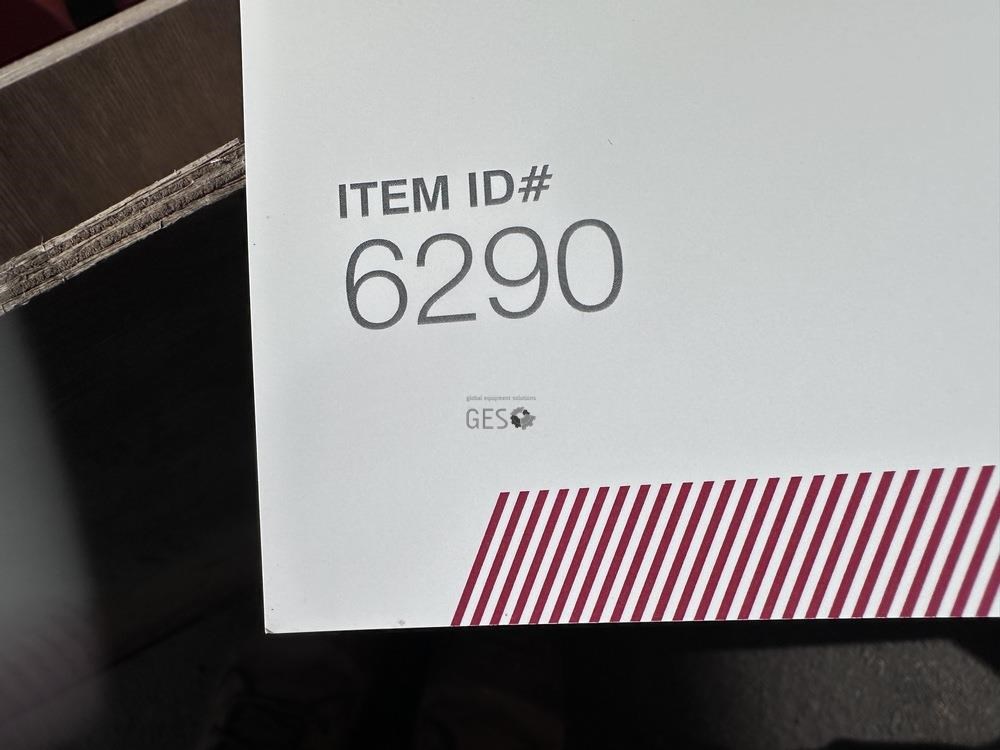 ITEM ID#
6290
global equipment solutions
GES